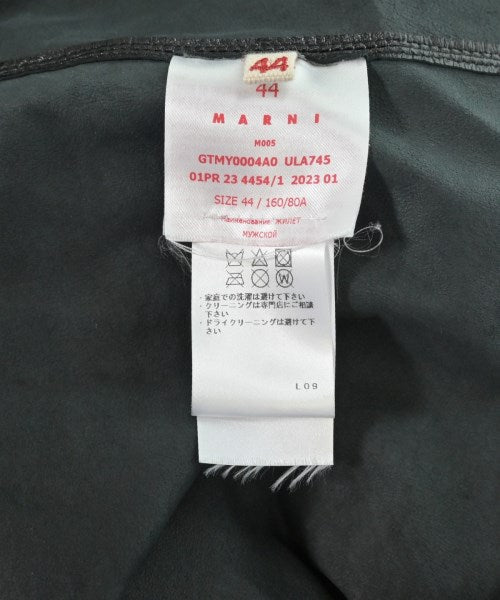 44
44
MARNI
M005
GTMY0004A0 ULA745
01PR 23 4454/1 2023 01
SIZE 44 / 160/80A
Наименование ЖИЛЕТ
МУЖСКОЙ
W
・家庭での洗濯は避けて下さい
・クリーニングは専門店にご相談
下さい
・ドライクリーニングは避けて下
さい
L09